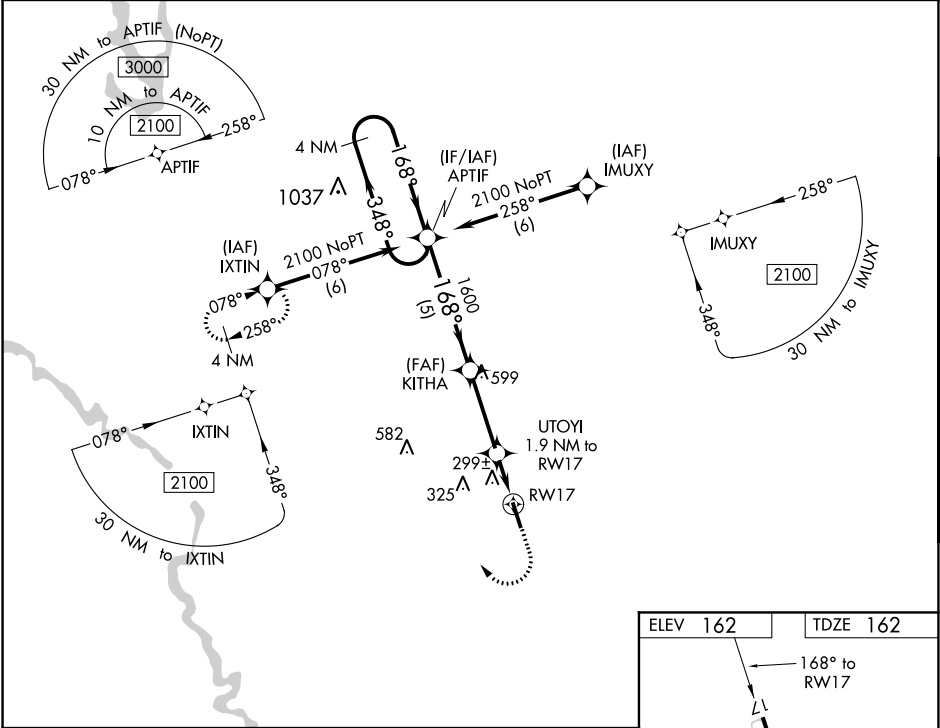 30 NM to APTIF (NoPT)
3000
10 NM to APTIF
2100
078°
258°
APTIF
4 NM
168°
348°
1037
(IF/IAF)
APTIF
(IAF)
IMUXY
2100 NoPT
258°
(6)
(IAF)
IXTIN
2100 NoPT
078°
(6)
078°
258°
4 NM
258°
IMUXY
2100
348°
30 NM to IMUXY
1600
168°
(5)
(FAF)
KITHA
599
078°
IXTIN
2100
348°
30 NM to IXTIN
582
299±
325
UTOYI
1.9 NM to
RW17
RW17
ELEV 162
TDZE 162
168° to
RW17
17